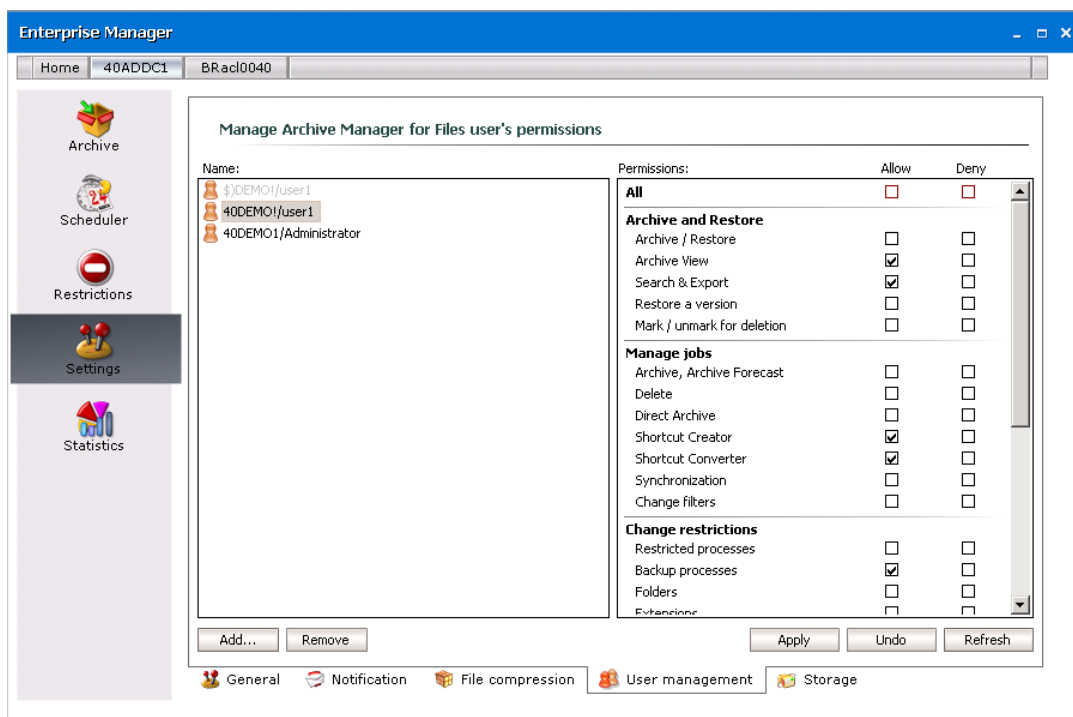 Enterprise Manager
Home 40ADDC1 BRacl0040
Archive
Scheduler
Restrictions
Settings
Statistics
Manage Archive Manager for Files user's permissions
Name:
$)DEMO!/user1
40DEMO!/user1
40DEMO1/Administrator
Permissions: Allow Deny
All
Archive and Restore
Archive / Restore
Archive View
Search & Export
Restore a version
Mark / unmark for deletion
Manage jobs
Archive, Archive Forecast
Delete
Direct Archive
Shortcut Creator
Shortcut Converter
Synchronization
Change filters
Change restrictions
Restricted processes
Backup processes
Folders
Extensions
Add... Remove Apply Undo Refresh
General Notification File compression User management Storage